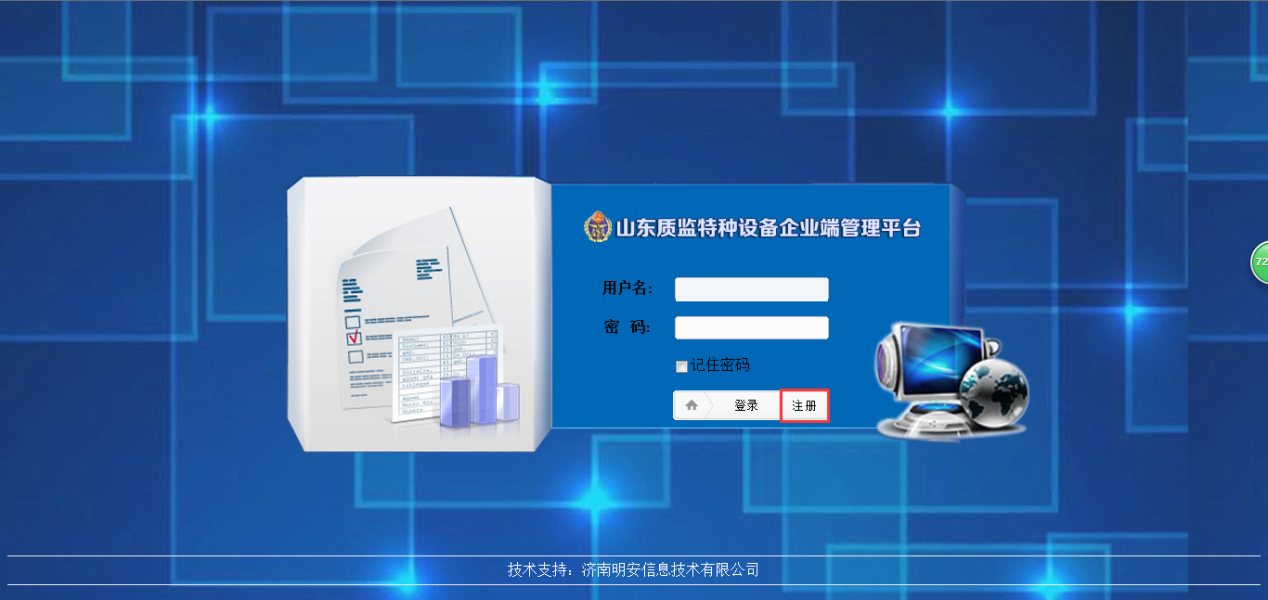 山东质监特种设备企业端管理平台
用户名:
密 码:
记住密码
登录 注册
72
技术支持：济南明安信息技术有限公司